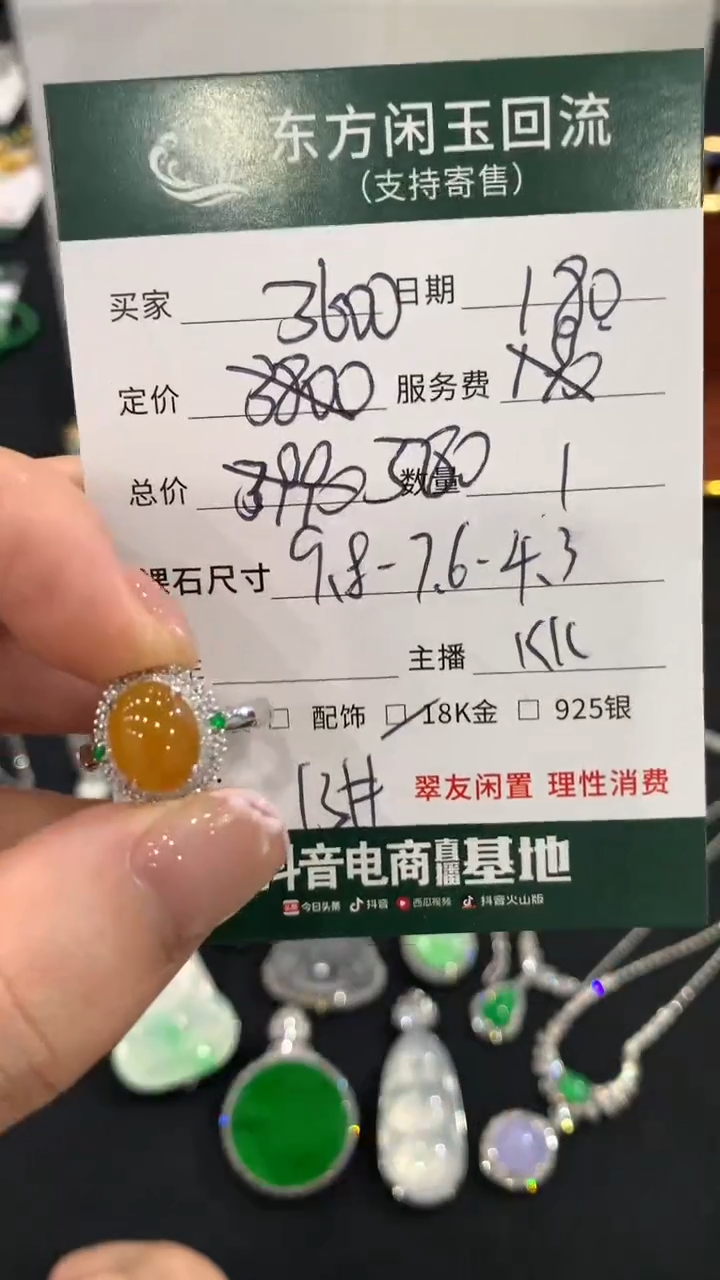 东方闲玉回流
(支持寄售)
买家 3600 日期 180
定价 3800 服务费 190
总价 3990 3780 数量 1
裸石尺寸 9.8-7.6-4.3
主播 KK
□ 配饰 □ 18K金 □ 925银
13# 翠友闲置 理性消费
抖音电商直播基地
今日头条 抖音 西瓜视频 抖音火山版